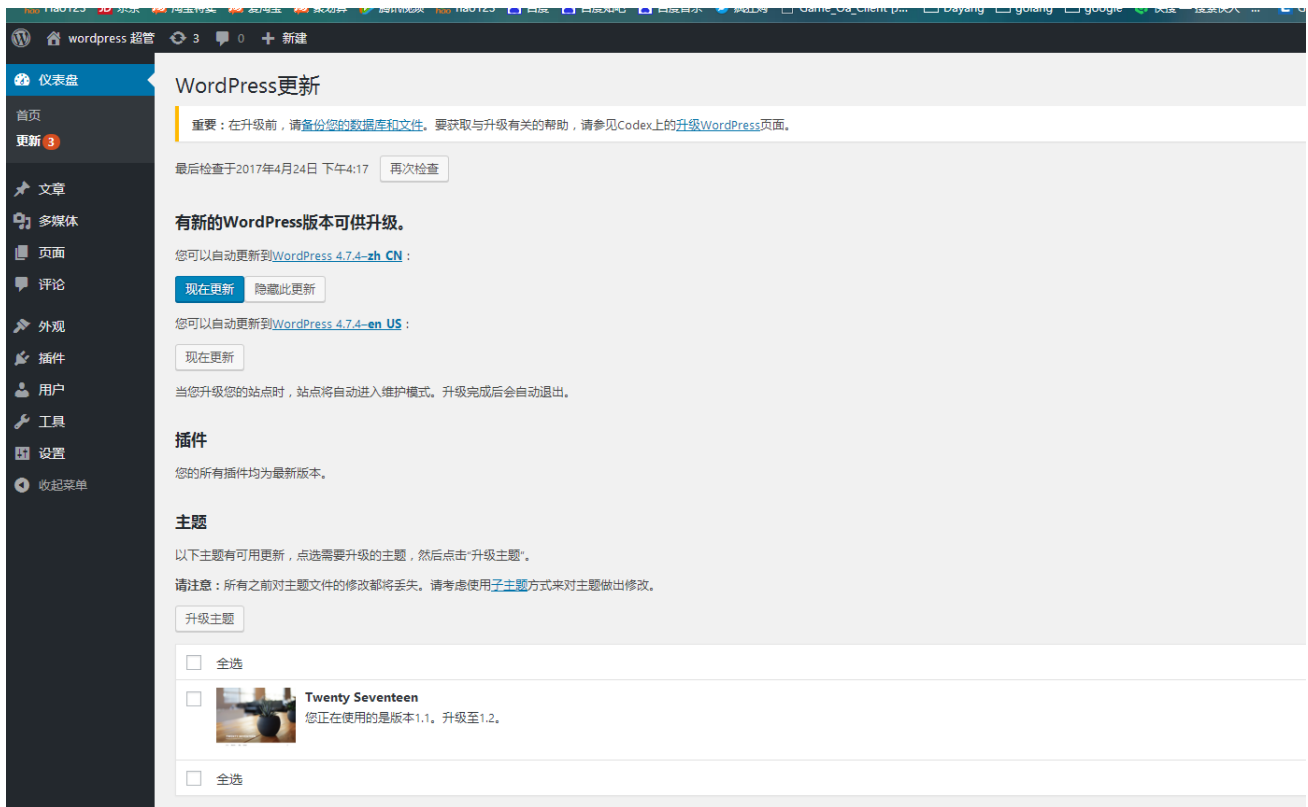 wordpress 超管 3 0 新建
仪表盘
首页
更新 3
文章
多媒体
页面
评论
外观
插件
用户
工具
设置
收起菜单
WordPress更新
重要：在升级前，请备份您的数据库和文件。要获取与升级有关的帮助，请参见Codex上的升级WordPress页面。
最后检查于2017年4月24日 下午4:17 再次检查
有新的WordPress版本可供升级。
您可以自动更新到WordPress 4.7.4–zh_CN：
现在更新 隐藏此更新
您可以自动更新到WordPress 4.7.4–en_US：
现在更新
当您升级您的站点时，站点将自动进入维护模式。升级完成后会自动退出。
插件
您的所有插件均为最新版本。
主题
以下主题有可用更新，点选需要升级的主题，然后点击“升级主题”。
请注意：所有之前对主题文件的修改都将丢失。请考虑使用子主题方式来对主题做出修改。
升级主题
全选
Twenty Seventeen
您正在使用的是版本1.1。升级至1.2。
全选